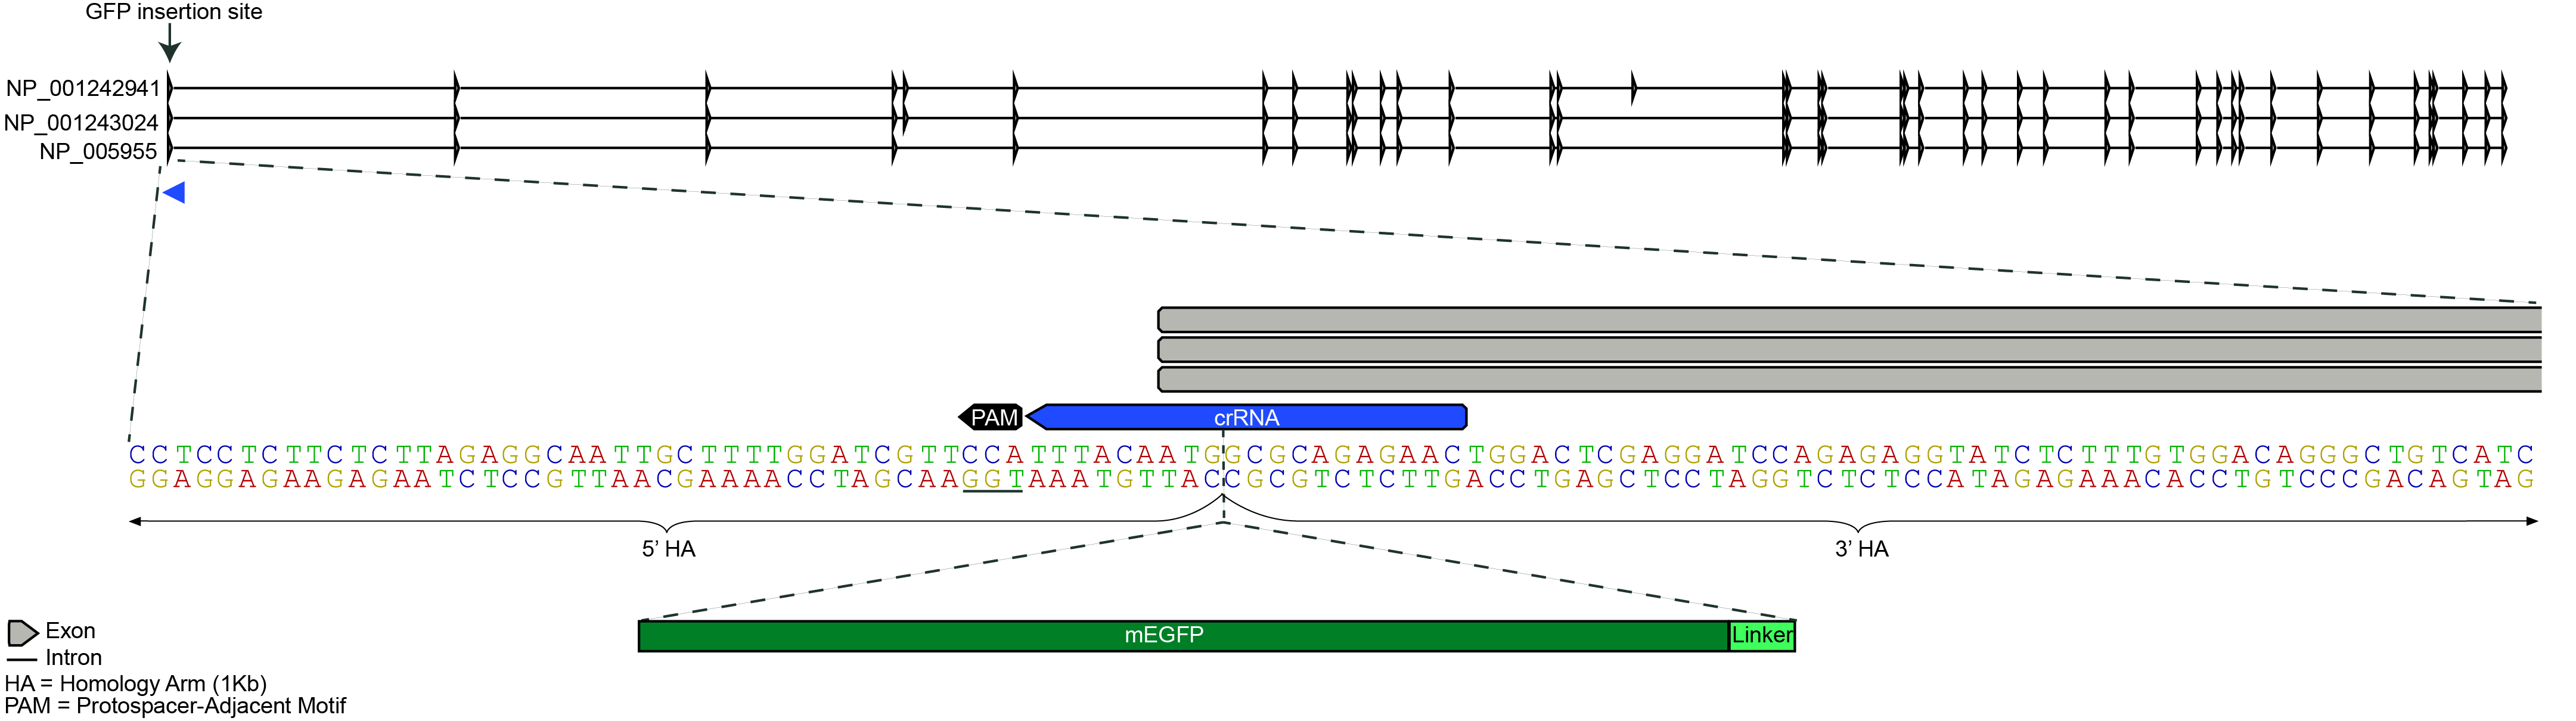 GFP insertion site
NP_001242941
NP_001243024
NP_005955
PAM
crRNA
CCTCCTCTTCTCTTAGAGGCAATTGCTTTTGGATCGTTCCATTTACAATGGCGCAGAGAACTGGACTCGAGGATCCAGAGAGGTATCTCTTTGTGGACAGGGCTGTCATC
GGAGGAGAAGAGAATCTCCGTTAACGAAAACCTAGCAAGGTAAATGTTACCGCGTCTCTTGACCTGAGCTCCTAGGTCTCTCCATAGAGAAACACCTGTCCCGACAGTAG
5’ HA
3’ HA
mEGFP
Linker
Exon
Intron
HA = Homology Arm (1Kb)
PAM = Protospacer-Adjacent Motif